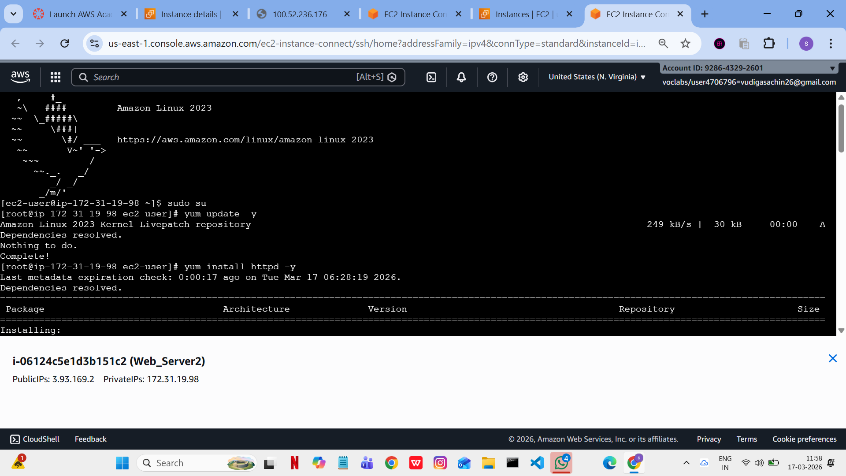 Launch AWS Aca
Instance details |
100.52.236.176
EC2 Instance Con
Instances | EC2 |
EC2 Instance Con
us-east-1.console.aws.amazon.com/ec2-instance-connect/ssh/home?addressFamily=ipv4&connType=standard&instanceId=i...
aws
Search
[Alt+S]
United States (N. Virginia)
Account ID: 9286-4329-2601
voclabs/user4706796=vudigasachin26@gmail.com
Amazon Linux 2023
https://aws.amazon.com/linux/amazon linux 2023
[ec2-user@ip-172-31-19-98 ~]$ sudo su
[root@ip 172 31 19 98 ec2 user]# yum update  y
Amazon Linux 2023 Kernel Livepatch repository 249 kB/s | 30 kB 00:00 A
Dependencies resolved.
Nothing to do.
Complete!
[root@ip-172-31-19-98 ec2-user]# yum install httpd -y
Last metadata expiration check: 0:00:17 ago on Tue Mar 17 06:28:19 2026.
Dependencies resolved.
Package Architecture Version Repository Size
Installing:
i-06124c5e1d3b151c2 (Web_Server2)
PublicIPs: 3.93.169.2 PrivateIPs: 172.31.19.98
CloudShell Feedback
© 2026, Amazon Web Services, Inc. or its affiliates. Privacy Terms Cookie preferences
1
Search
4
ENG
IN
11:58
17-03-2026